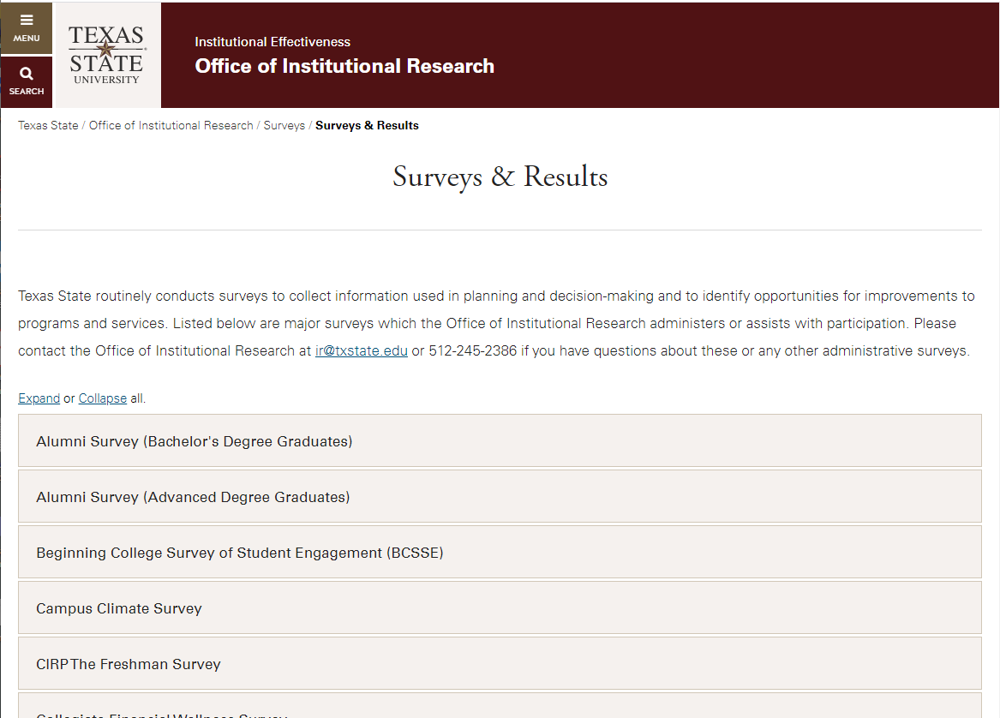 MENU
SEARCH
TEXAS
STATE
UNIVERSITY
Institutional Effectiveness
Office of Institutional Research
Texas State / Office of Institutional Research / Surveys / Surveys & Results
Surveys & Results
Texas State routinely conducts surveys to collect information used in planning and decision-making and to identify opportunities for improvements to
programs and services. Listed below are major surveys which the Office of Institutional Research administers or assists with participation. Please
contact the Office of Institutional Research at ir@txstate.edu or 512-245-2386 if you have questions about these or any other administrative surveys.
Expand or Collapse all.
Alumni Survey (Bachelor's Degree Graduates)
Alumni Survey (Advanced Degree Graduates)
Beginning College Survey of Student Engagement (BCSSE)
Campus Climate Survey
CIRP The Freshman Survey
Collegiate Financial Wellness Survey